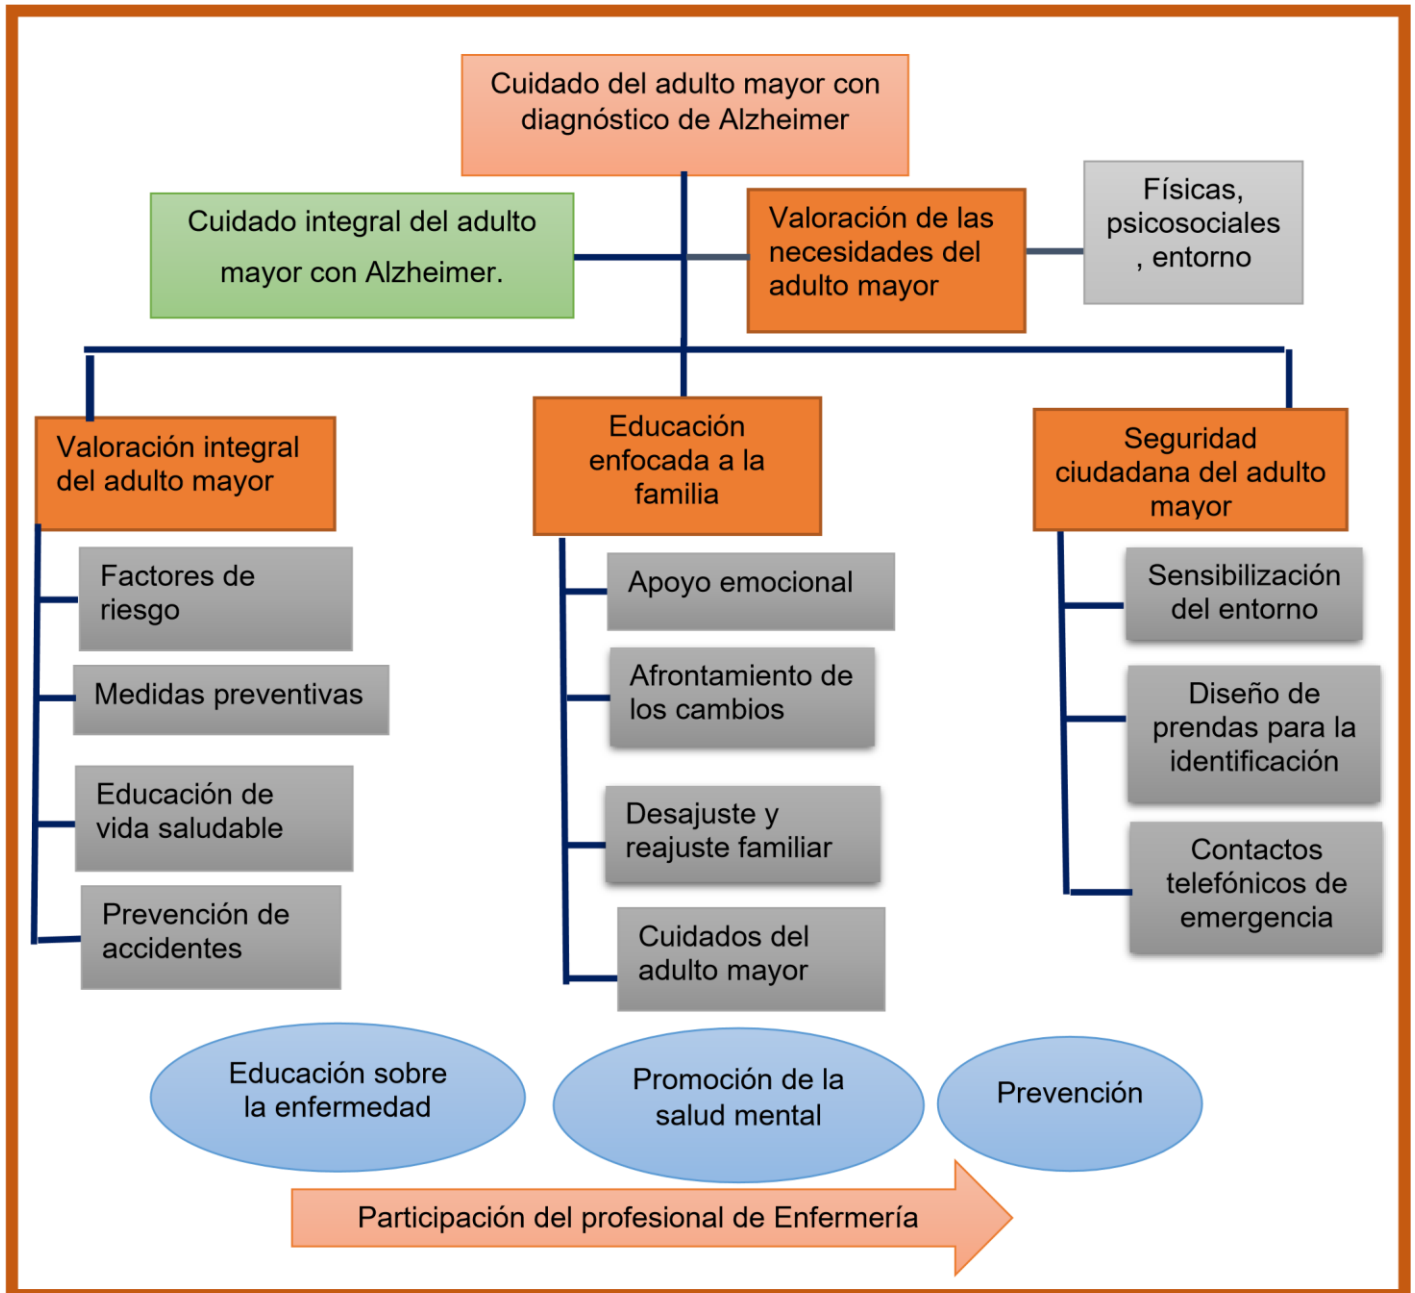 Cuidado del adulto mayor con
diagnóstico de Alzheimer
Cuidado integral del adulto
mayor con Alzheimer.
Valoración de las
necesidades del
adulto mayor
Físicas,
psicosociales
, entorno
Valoración integral
del adulto mayor
Factores de
riesgo
Medidas preventivas
Educación de
vida saludable
Prevención de
accidentes
Educación
enfocada a la
familia
Apoyo emocional
Afrontamiento de
los cambios
Desajuste y
reajuste familiar
Cuidados del
adulto mayor
Seguridad
ciudadana del adulto
mayor
Sensibilización
del entorno
Diseño de
prendas para la
identificación
Contactos
telefónicos de
emergencia
Educación sobre
la enfermedad
Promoción de la
salud mental
Prevención
Participación del profesional de Enfermería